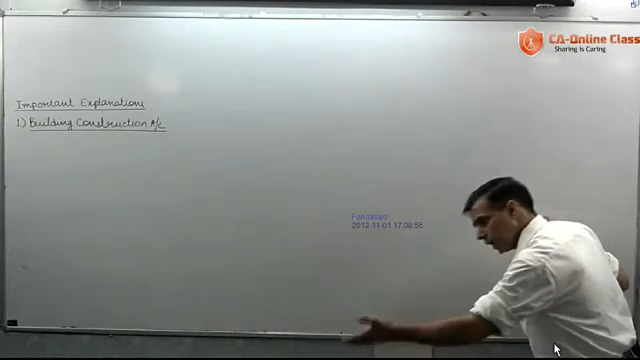 CA-Online Class
Sharing is Caring
Important Explanations
1) Building Construction A/c
Faridabad
2012-11-01 17:08:55